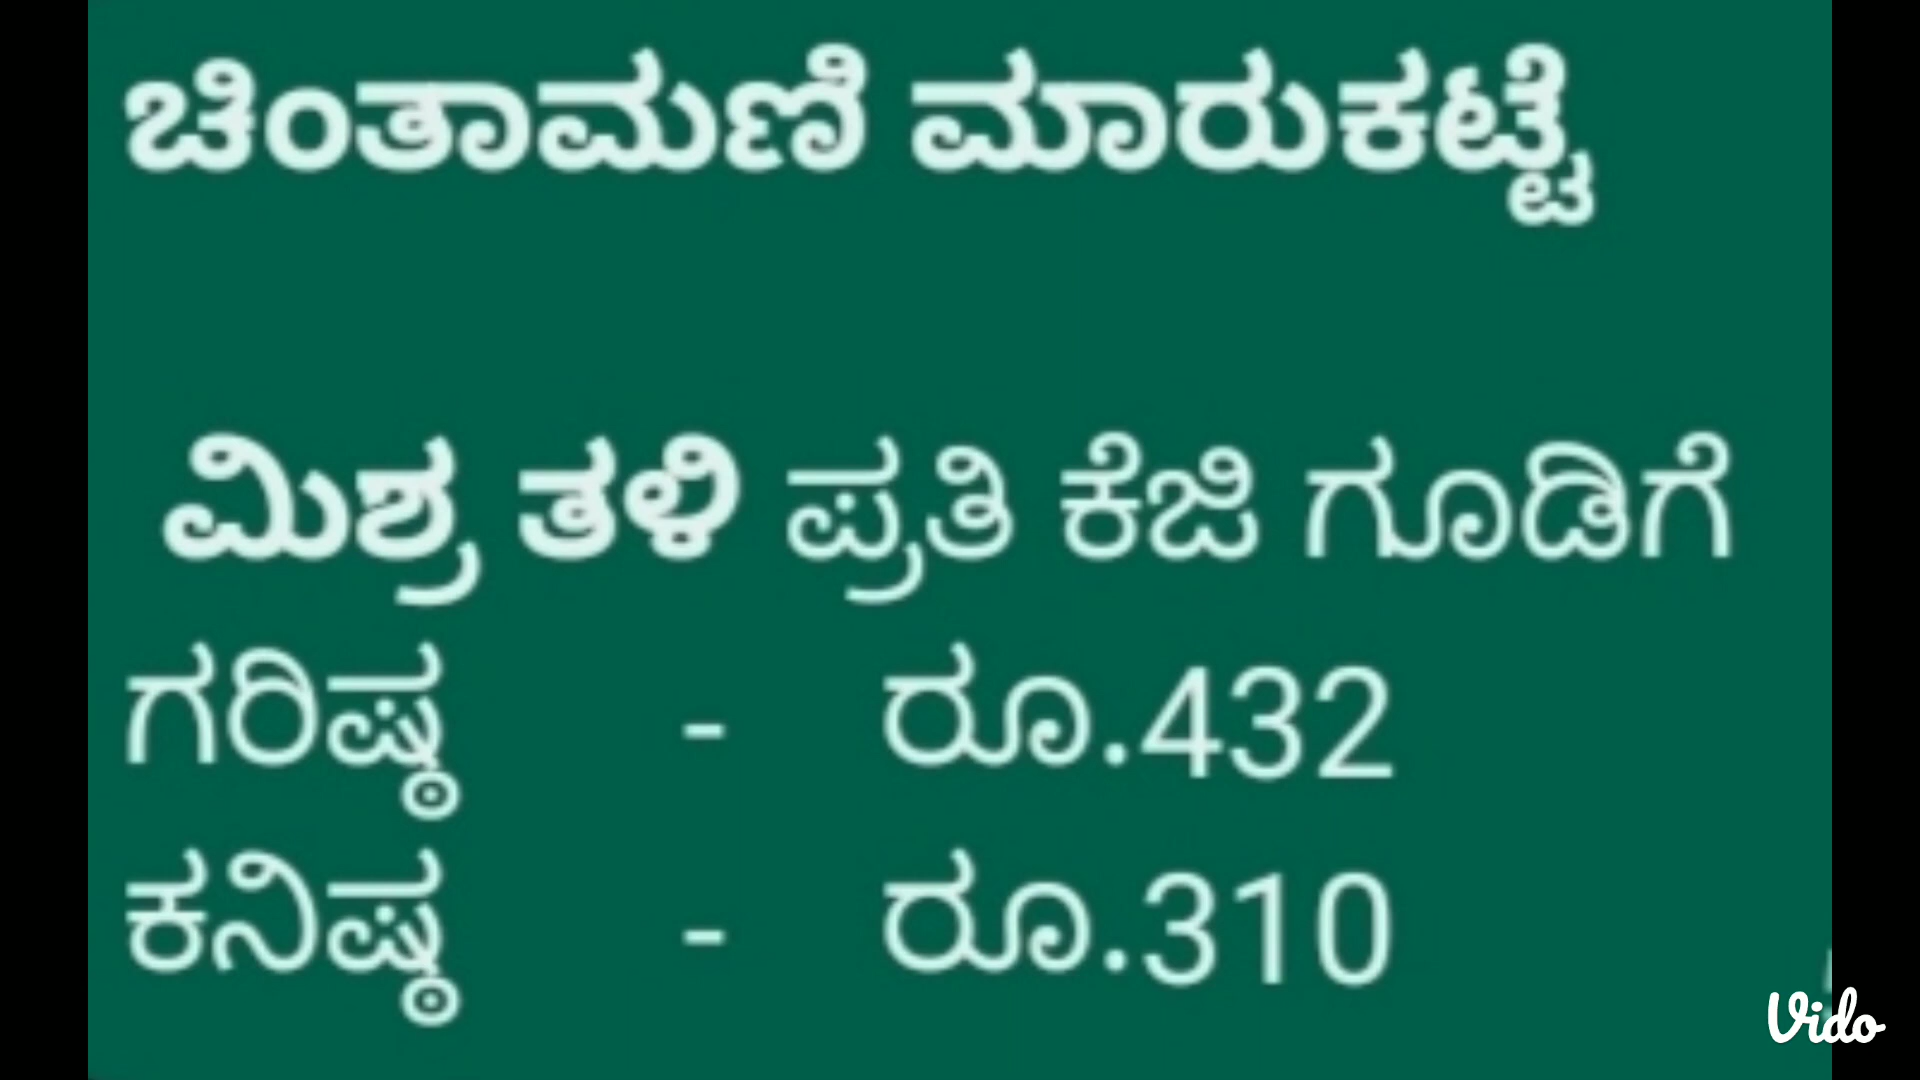 ಚಿಂತಾಮಣಿ ಮಾರುಕಟ್ಟೆ
ಮಿಶ್ರ ತಳಿ ಪ್ರತಿ ಕೆಜಿ ಗೂಡಿಗೆ
ಗರಿಷ್ಠ - ರೂ.432
ಕನಿಷ್ಠ - ರೂ.310
Vido